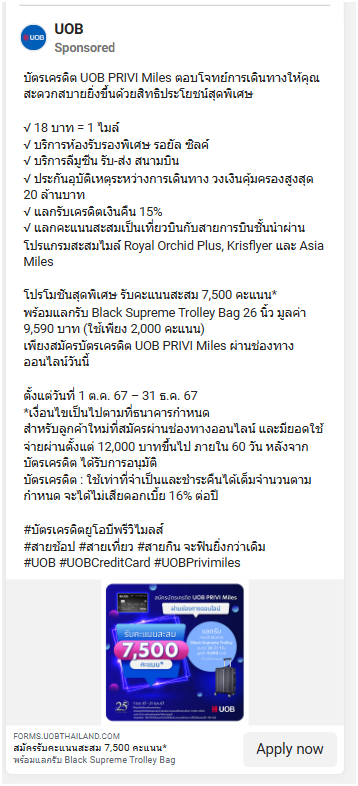 UOB
Sponsored
บัตรเครดิต UOB PRIVI Miles ตอบโจทย์การเดินทางให้คุณ
สะดวกสบายยิ่งขึ้นด้วยสิทธิประโยชน์สุดพิเศษ
√ 18 บาท = 1 ไมล์
√ บริการห้องรับรองพิเศษ รอยัล ซิลค์
√ บริการลีมูซีน รับ-ส่ง สนามบิน
√ ประกันอุบัติเหตุระหว่างการเดินทาง วงเงินคุ้มครองสูงสุด
20 ล้านบาท
√ แลกรับเครดิตเงินคืน 15%
√ แลกคะแนนสะสมเป็นเที่ยวบินกับสายการบินชั้นนำผ่าน
โปรแกรมสะสมไมล์ Royal Orchid Plus, Krisflyer และ Asia
Miles
โปรโมชันสุดพิเศษ รับคะแนนสะสม 7,500 คะแนน*
พร้อมแลกรับ Black Supreme Trolley Bag 26 นิ้ว มูลค่า
9,590 บาท (ใช้เพียง 2,000 คะแนน)
เพียงสมัครบัตรเครดิต UOB PRIVI Miles ผ่านช่องทาง
ออนไลน์วันนี้
ตั้งแต่วันที่ 1 ต.ค. 67 – 31 ธ.ค. 67
*เงื่อนไขเป็นไปตามที่ธนาคารกำหนด
สำหรับลูกค้าใหม่ที่สมัครผ่านช่องทางออนไลน์ และมียอดใช้
จ่ายผ่านตั้งแต่ 12,000 บาทขึ้นไป ภายใน 60 วัน หลังจาก
บัตรเครดิต ได้รับการอนุมัติ
บัตรเครดิต : ใช้เท่าที่จำเป็นและชำระคืนได้เต็มจำนวนตาม
กำหนด จะได้ไม่เสียดอกเบี้ย 16% ต่อปี
#บัตรเครดิตยูโอบีพรีวิไมลส์
#สายช้อป #สายเที่ยว #สายกิน จะฟินยิ่งกว่าเดิม
#UOB #UOBCreditCard #UOBPrivimiles
สมัครบัตรเครดิต UOB PRIVI Miles
ผ่านช่องทางออนไลน์
รับคะแนนสะสม
7,500
คะแนน*
แลกรับ
25
UOB
FORMS.UOBTHAILAND.COM
สมัครรับคะแนนสะสม 7,500 คะแนน*
พร้อมแลกรับ Black Supreme Trolley Bag
Apply now